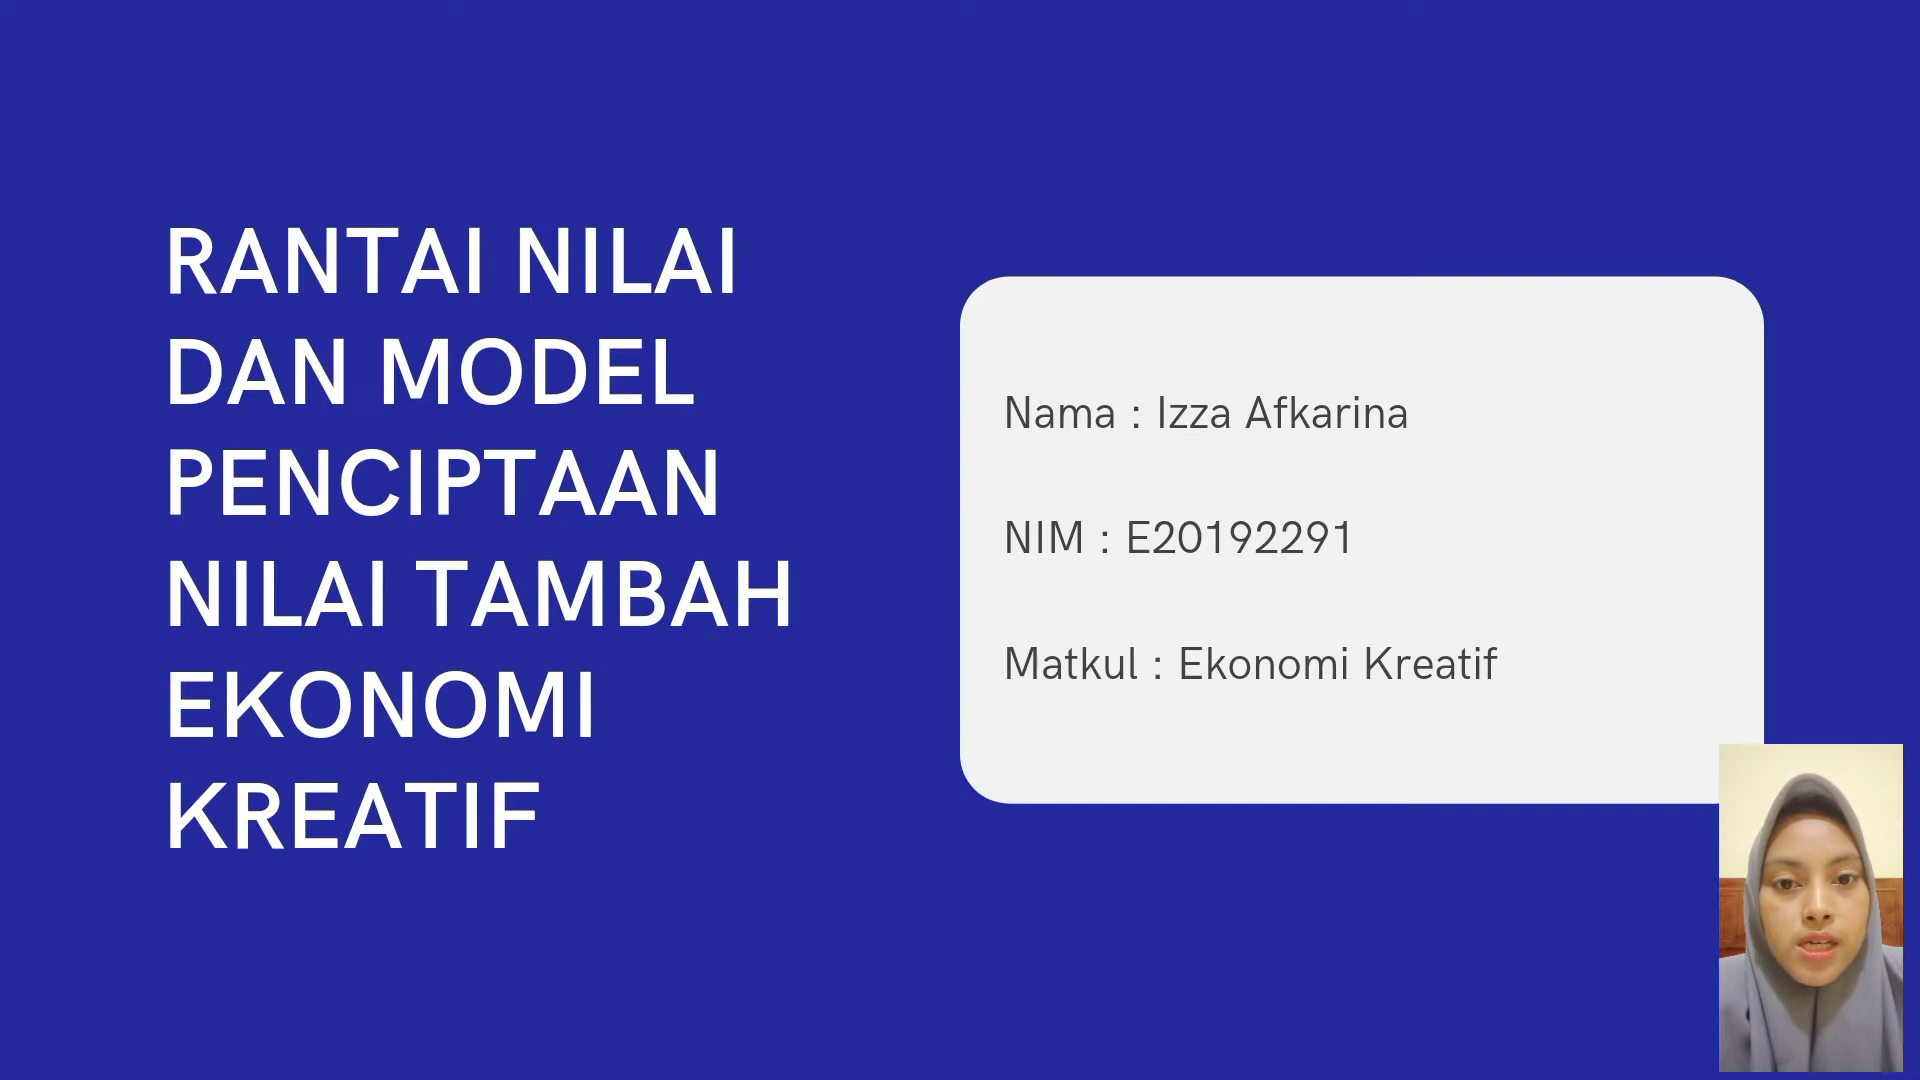 RANTAI NILAI
DAN MODEL
PENCIPTAAN
NILAI TAMBAH
EKONOMI
KREATIF
Nama : Izza Afkarina
NIM : E20192291
Matkul : Ekonomi Kreatif